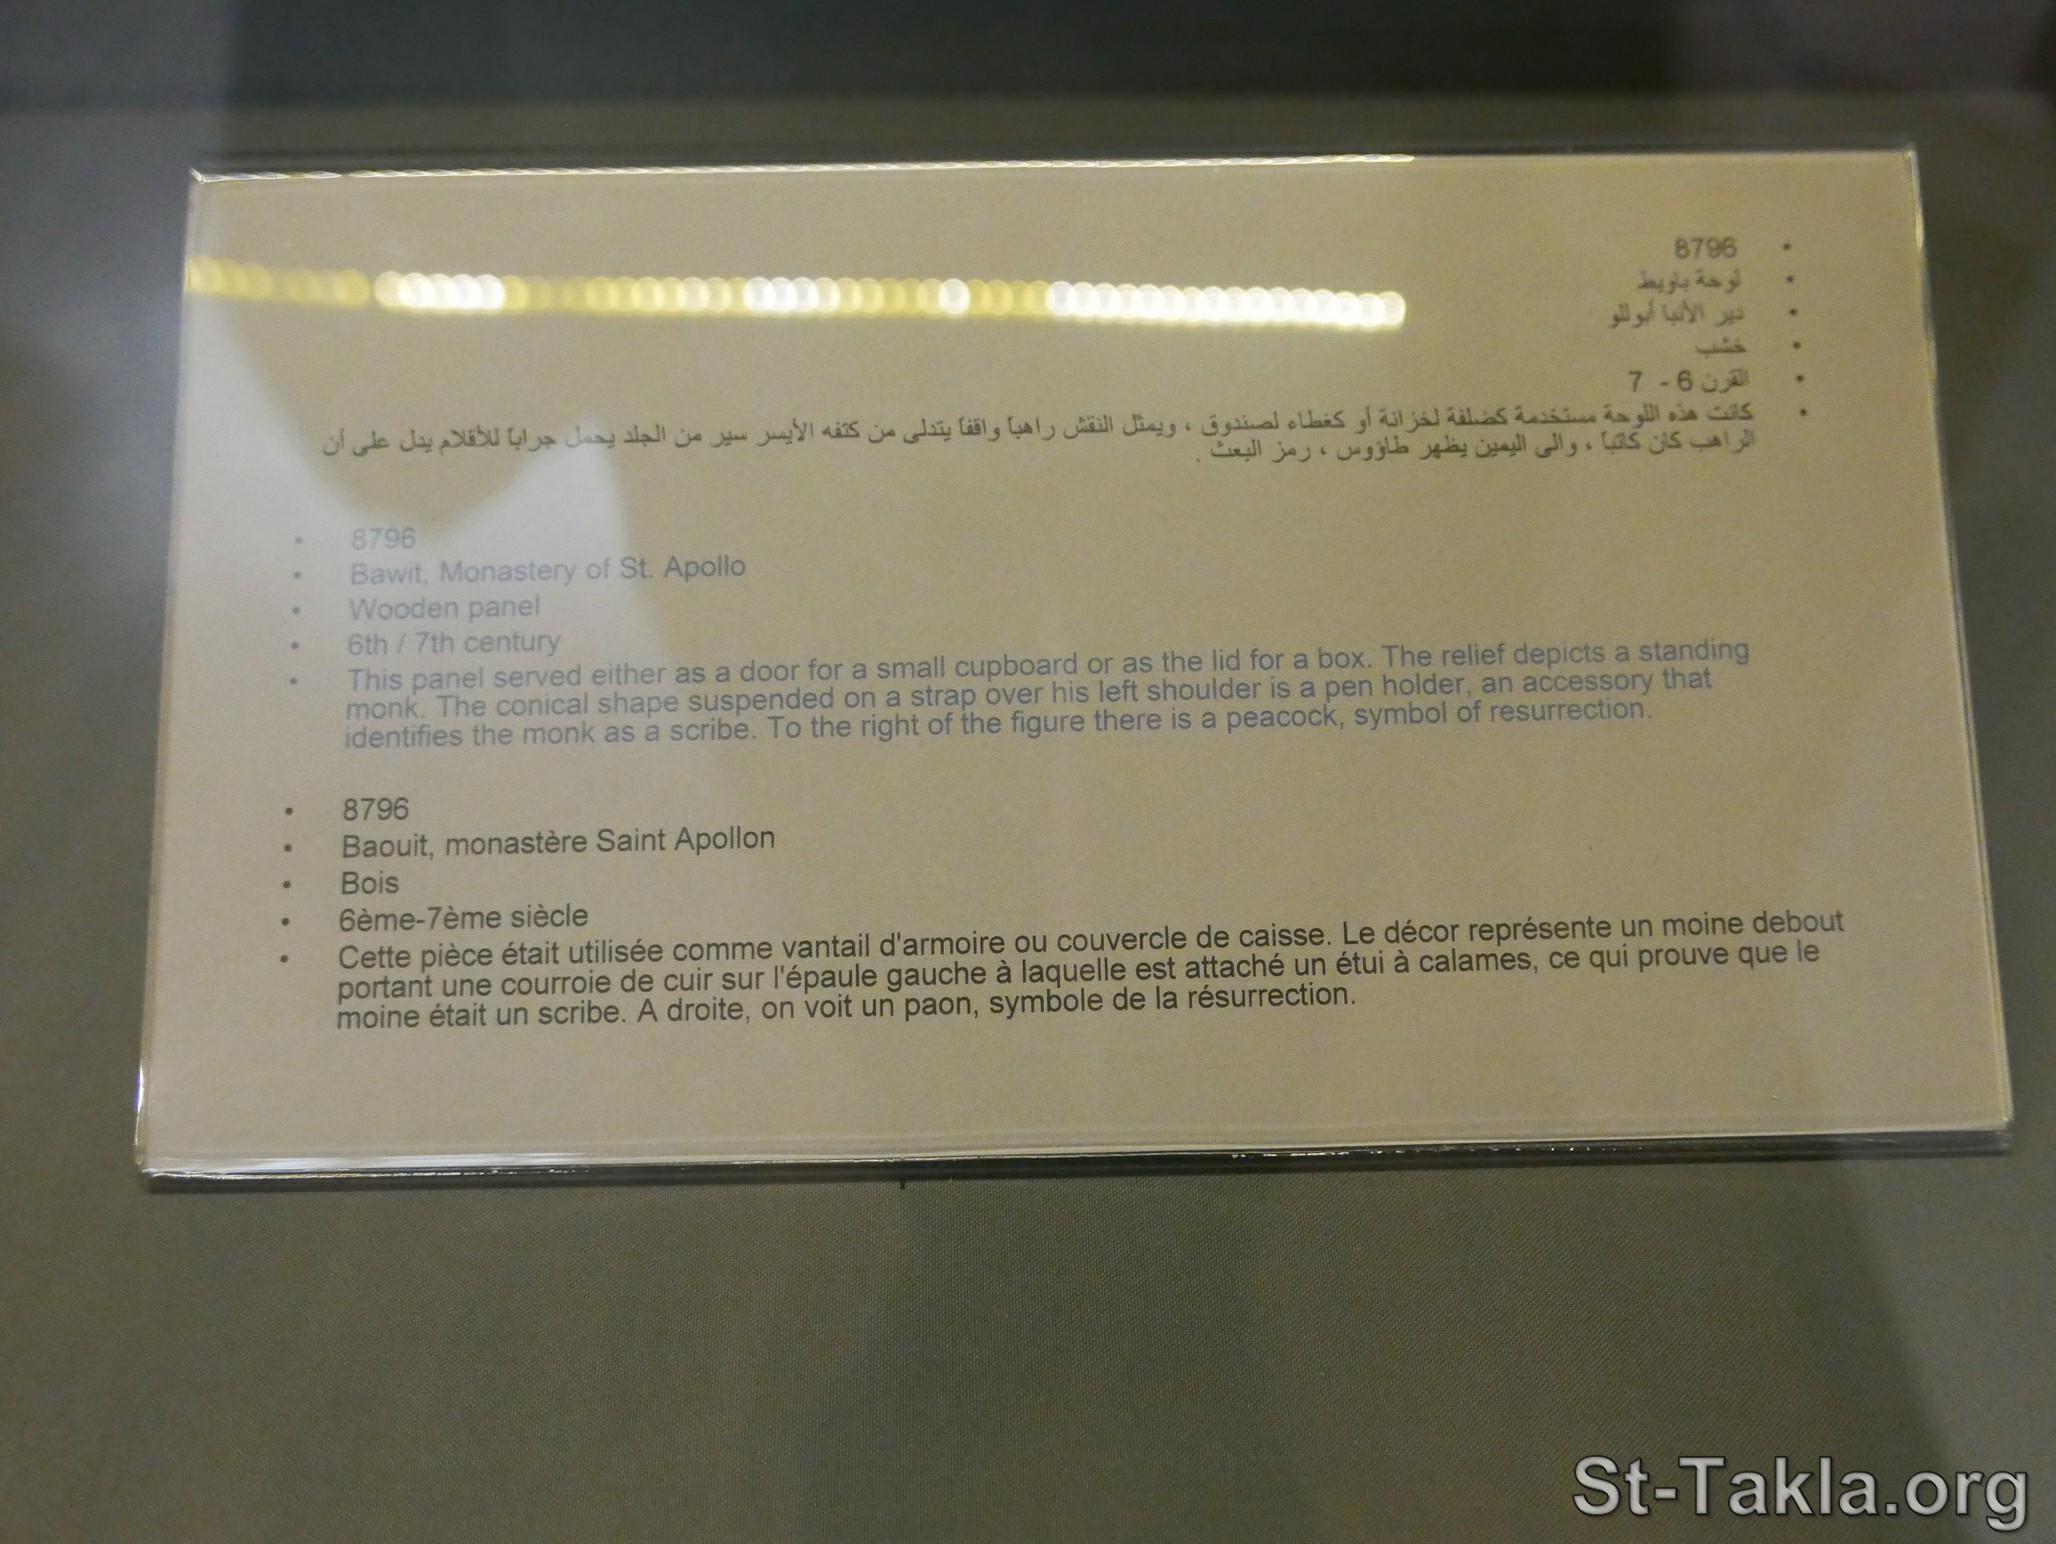 • 8796
• لوحة باويط
• دير الأنبا أبوللو
• خشب
• القرن 6 - 7
• كانت هذه اللوحة مستخدمة كضلفة لخزانة أو كغطاء لصندوق ، ويمثل النقش راهباً واقفاً يتدلى من كتفه الأيسر سير من الجلد يحمل جراباً للأقلام يدل على أن
الراهب كان كاتباً ، والى اليمين يظهر طاؤوس ، رمز البعث .
• 8796
• Bawit, Monastery of St. Apollo
• Wooden panel
• 6th / 7th century
• This panel served either as a door for a small cupboard or as the lid for a box. The relief depicts a standing
monk. The conical shape suspended on a strap over his left shoulder is a pen holder, an accessory that
identifies the monk as a scribe. To the right of the figure there is a peacock, symbol of resurrection.
• 8796
• Baouit, monastère Saint Apollon
• Bois
• 6ème-7ème siècle
• Cette pièce était utilisée comme vantail d'armoire ou couvercle de caisse. Le décor représente un moine debout
portant une courroie de cuir sur l'épaule gauche à laquelle est attaché un étui à calames, ce qui prouve que le
moine était un scribe. A droite, on voit un paon, symbole de la résurrection.
St-Takla.org